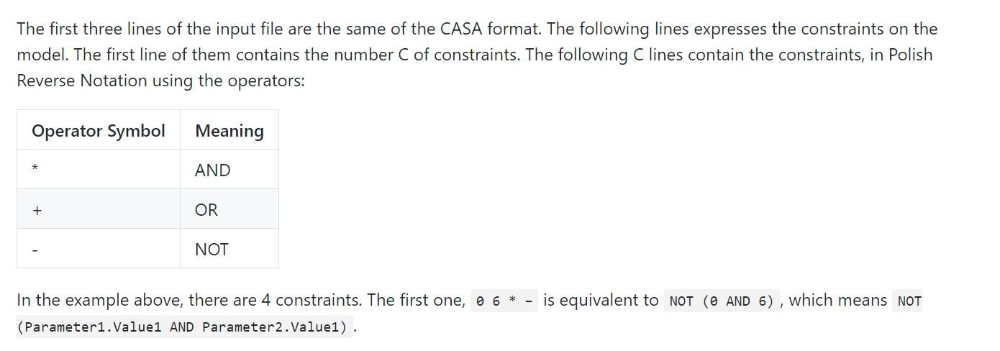 The first three lines of the input file are the same of the CASA format. The following lines expresses the constraints on the
model. The first line of them contains the number C of constraints. The following C lines contain the constraints, in Polish
Reverse Notation using the operators:
Operator Symbol Meaning
* AND
+ OR
- NOT
In the example above, there are 4 constraints. The first one, 0 6 * - is equivalent to NOT (0 AND 6) , which means NOT
(Parameter1.Value1 AND Parameter2.Value1) .